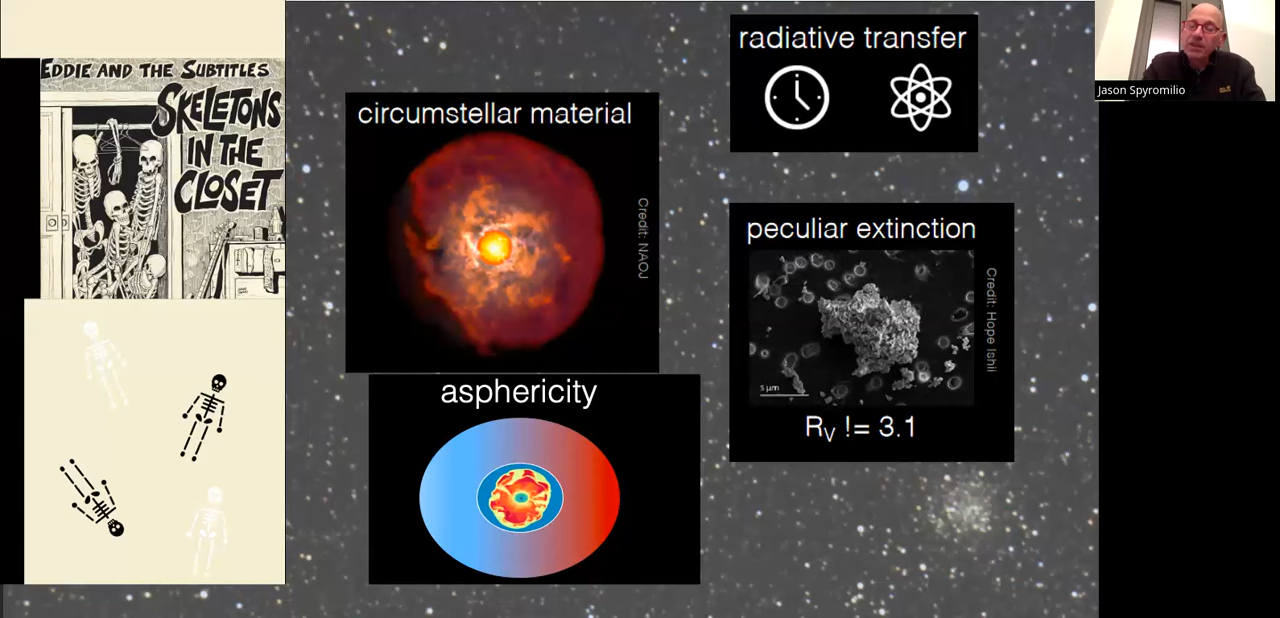 EDDIE AND THE SUBTITLES
SKELETONS
IN THE
CLOSET
circumstellar material
Credit: NAOJ
asphericity
radiative transfer
peculiar extinction
Credit: Hope Ishii
5 µm
RV != 3.1
Jason Spyromilio